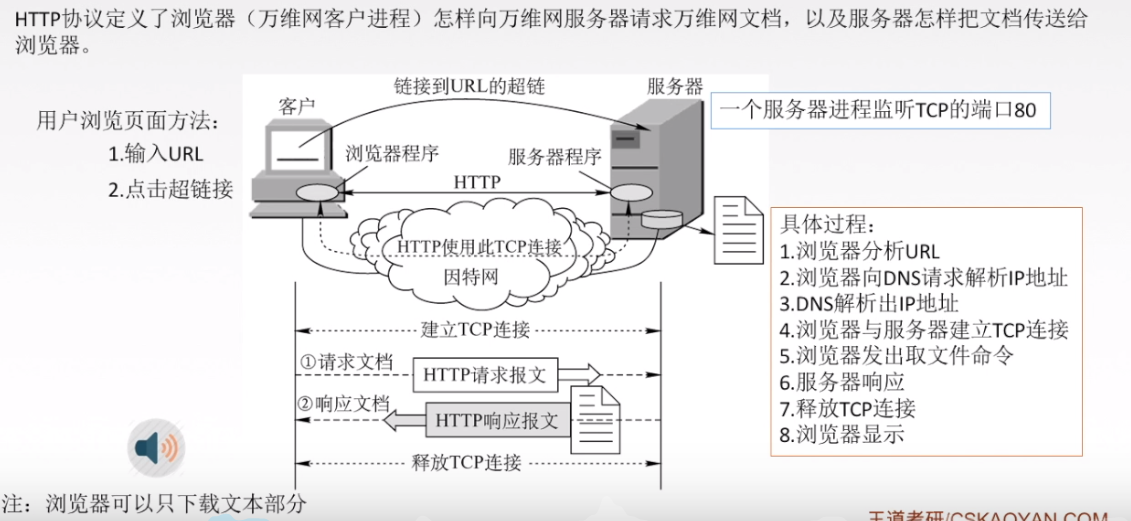 HTTP协议定义了浏览器（万维网客户进程）怎样向万维网服务器请求万维网文档，以及服务器怎样把文档传送给
浏览器。
用户浏览页面方法：
1.输入URL
2.点击超链接
链接到URL的超链
客户
服务器
一个服务器进程监听TCP的端口80
浏览器程序
服务器程序
HTTP
HTTP使用此TCP连接
因特网
建立TCP连接
①请求文档
HTTP请求报文
②响应文档
HTTP响应报文
释放TCP连接
具体过程：
1.浏览器分析URL
2.浏览器向DNS请求解析IP地址
3.DNS解析出IP地址
4.浏览器与服务器建立TCP连接
5.浏览器发出取文件命令
6.服务器响应
7.释放TCP连接
8.浏览器显示
注：浏览器可以只下载文本部分
王道考研/CSKAOYAN.COM